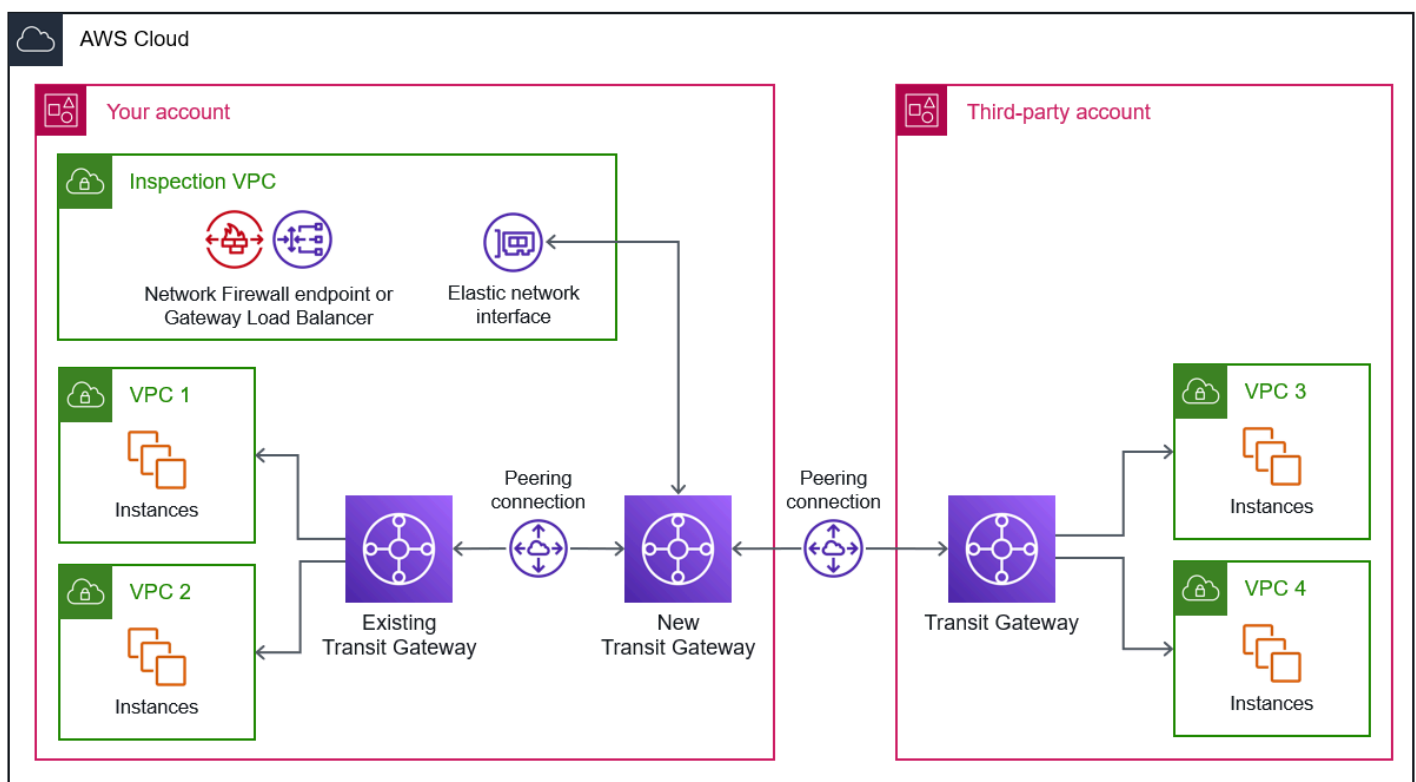 AWS Cloud
Your account
Third-party account
Inspection VPC
Network Firewall endpoint or
Gateway Load Balancer
Elastic network
interface
VPC 1
Instances
VPC 2
Instances
Existing
Transit Gateway
Peering
connection
New
Transit Gateway
Peering
connection
Transit Gateway
VPC 3
Instances
VPC 4
Instances